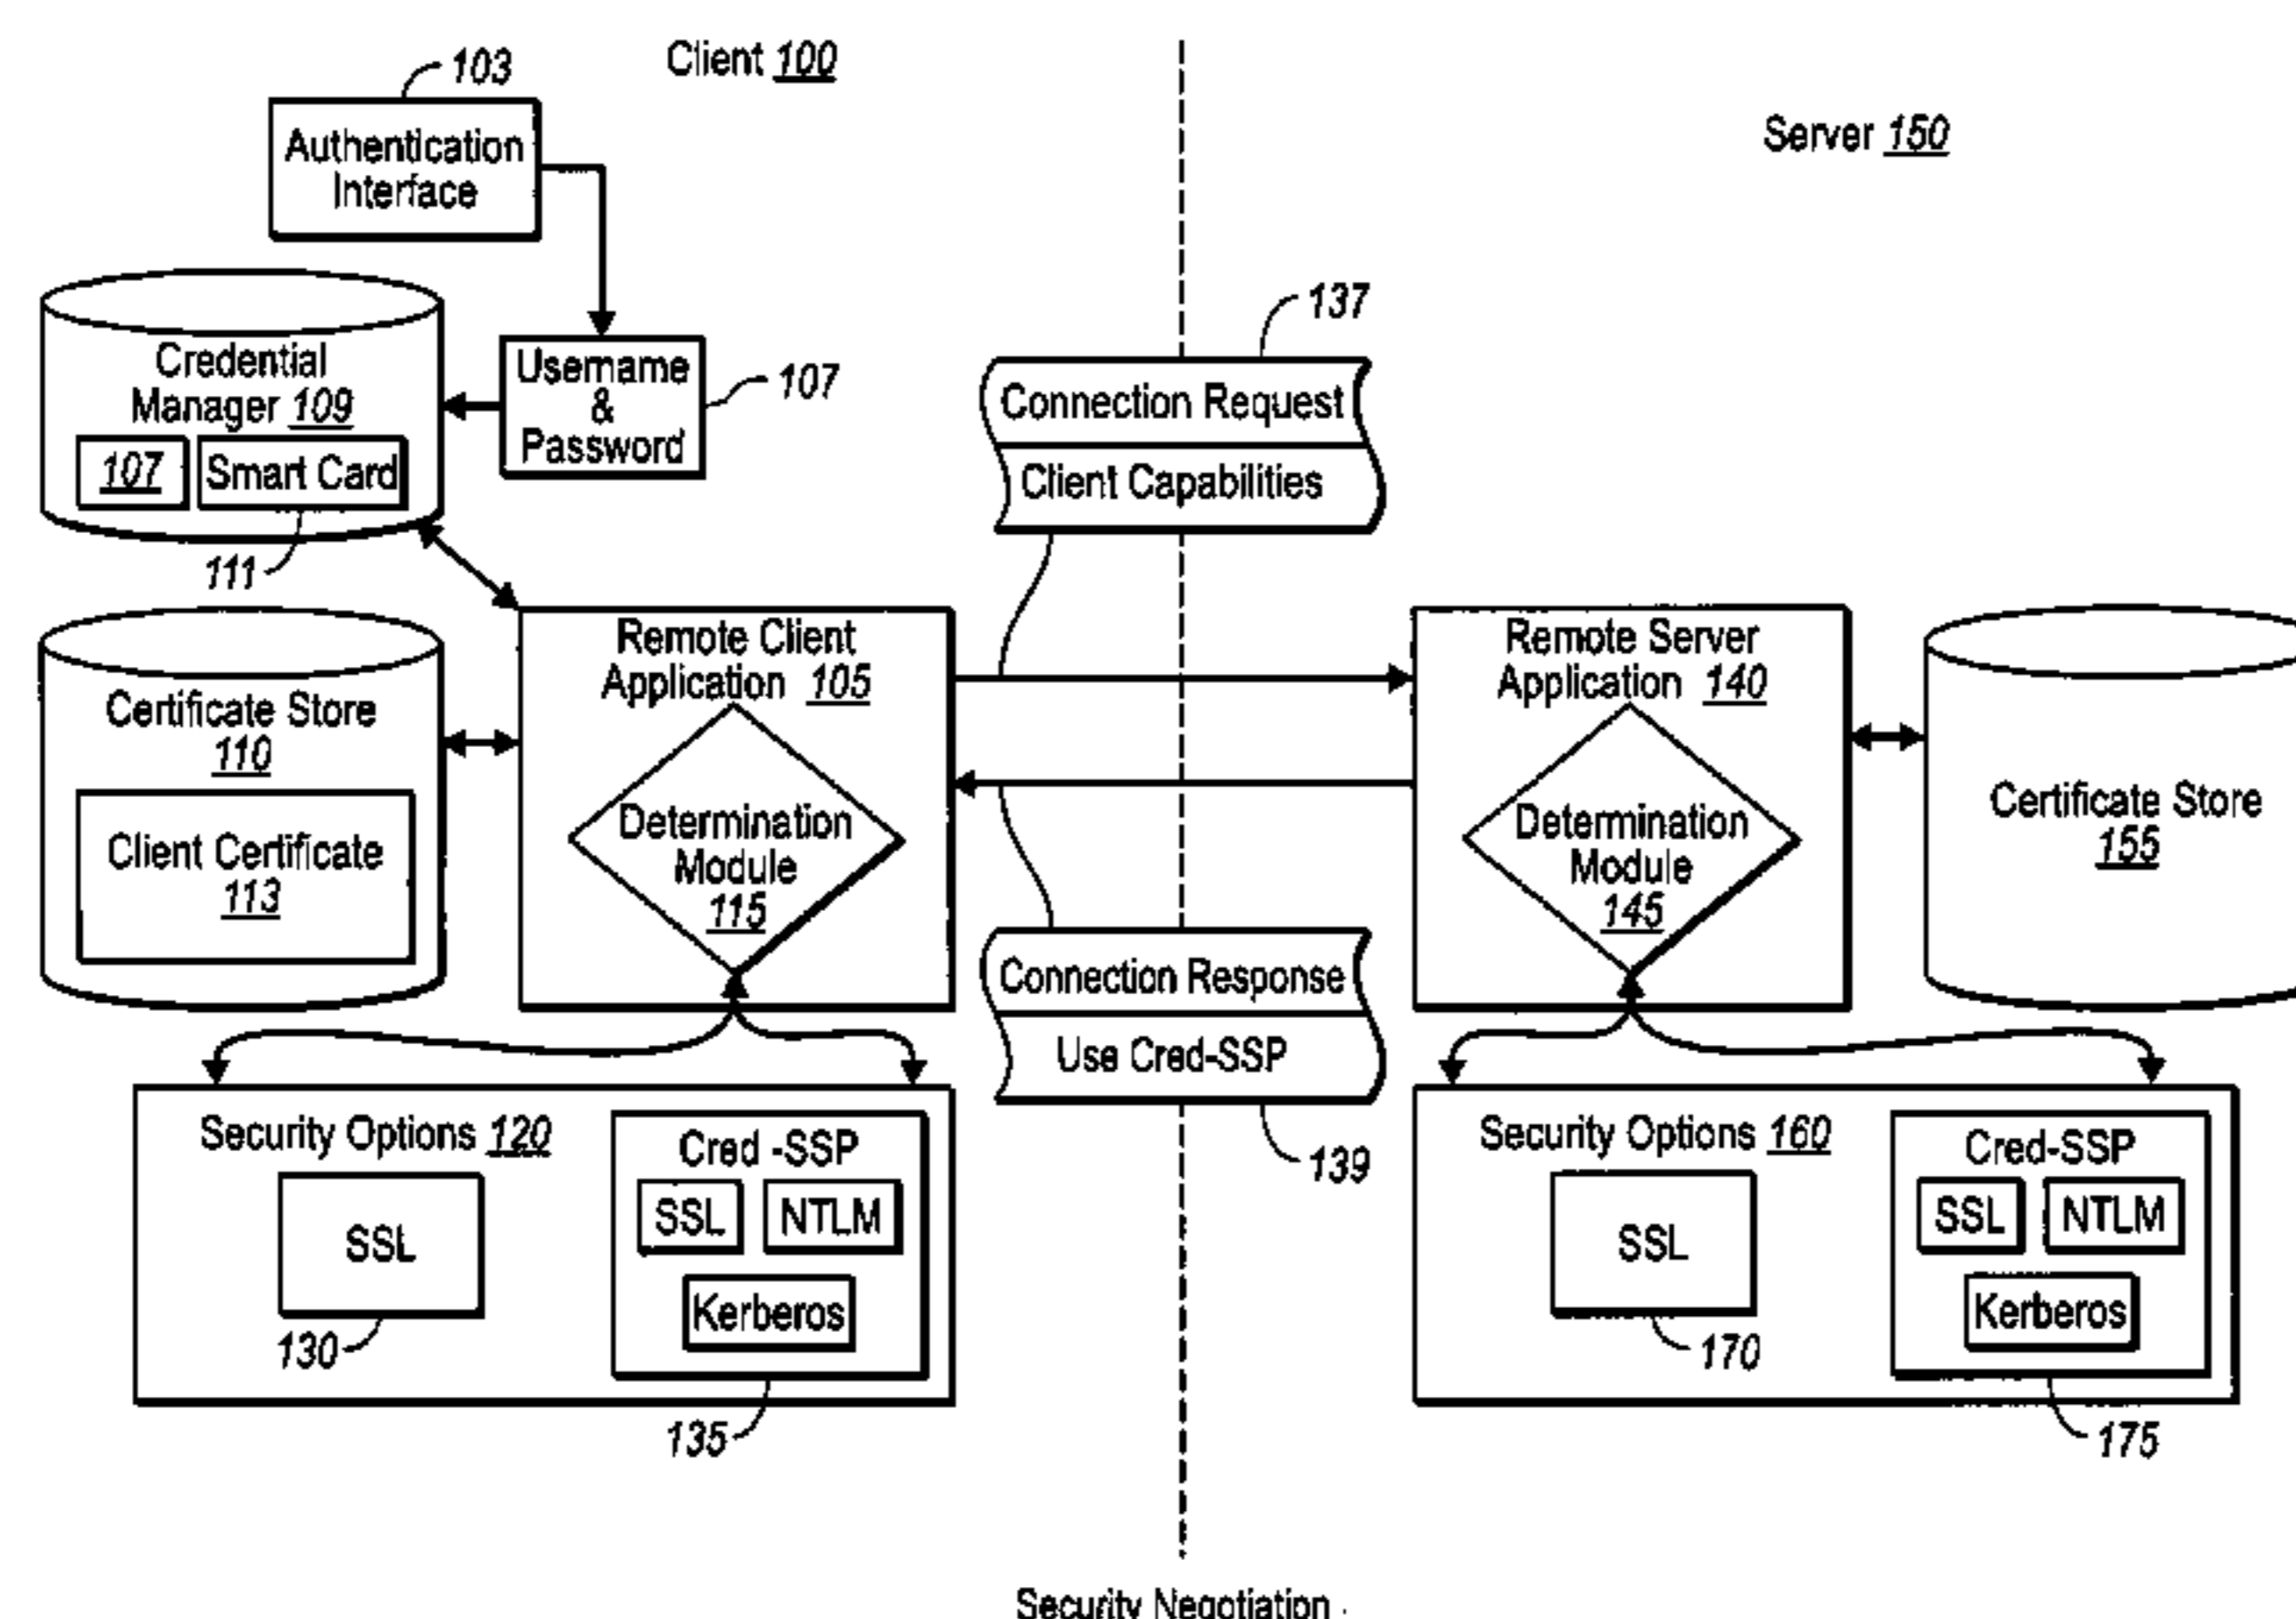 Client 100
Server 150
103
Authentication
Interface
Credential
Manager 109
107
Smart Card
111
Username
&
Password
107
137
Connection Request
Client Capabilities
Certificate Store
110
Client Certificate
113
Remote Client
Application 105
Determination
Module
115
Remote Server
Application 140
Determination
Module
145
Certificate Store
155
Connection Response
Use Cred-SSP
139
Security Options 120
SSL
130
Cred -SSP
SSL
NTLM
Kerberos
135
Security Options 160
SSL
170
Cred-SSP
SSL
NTLM
Kerberos
175
Security Negotiation